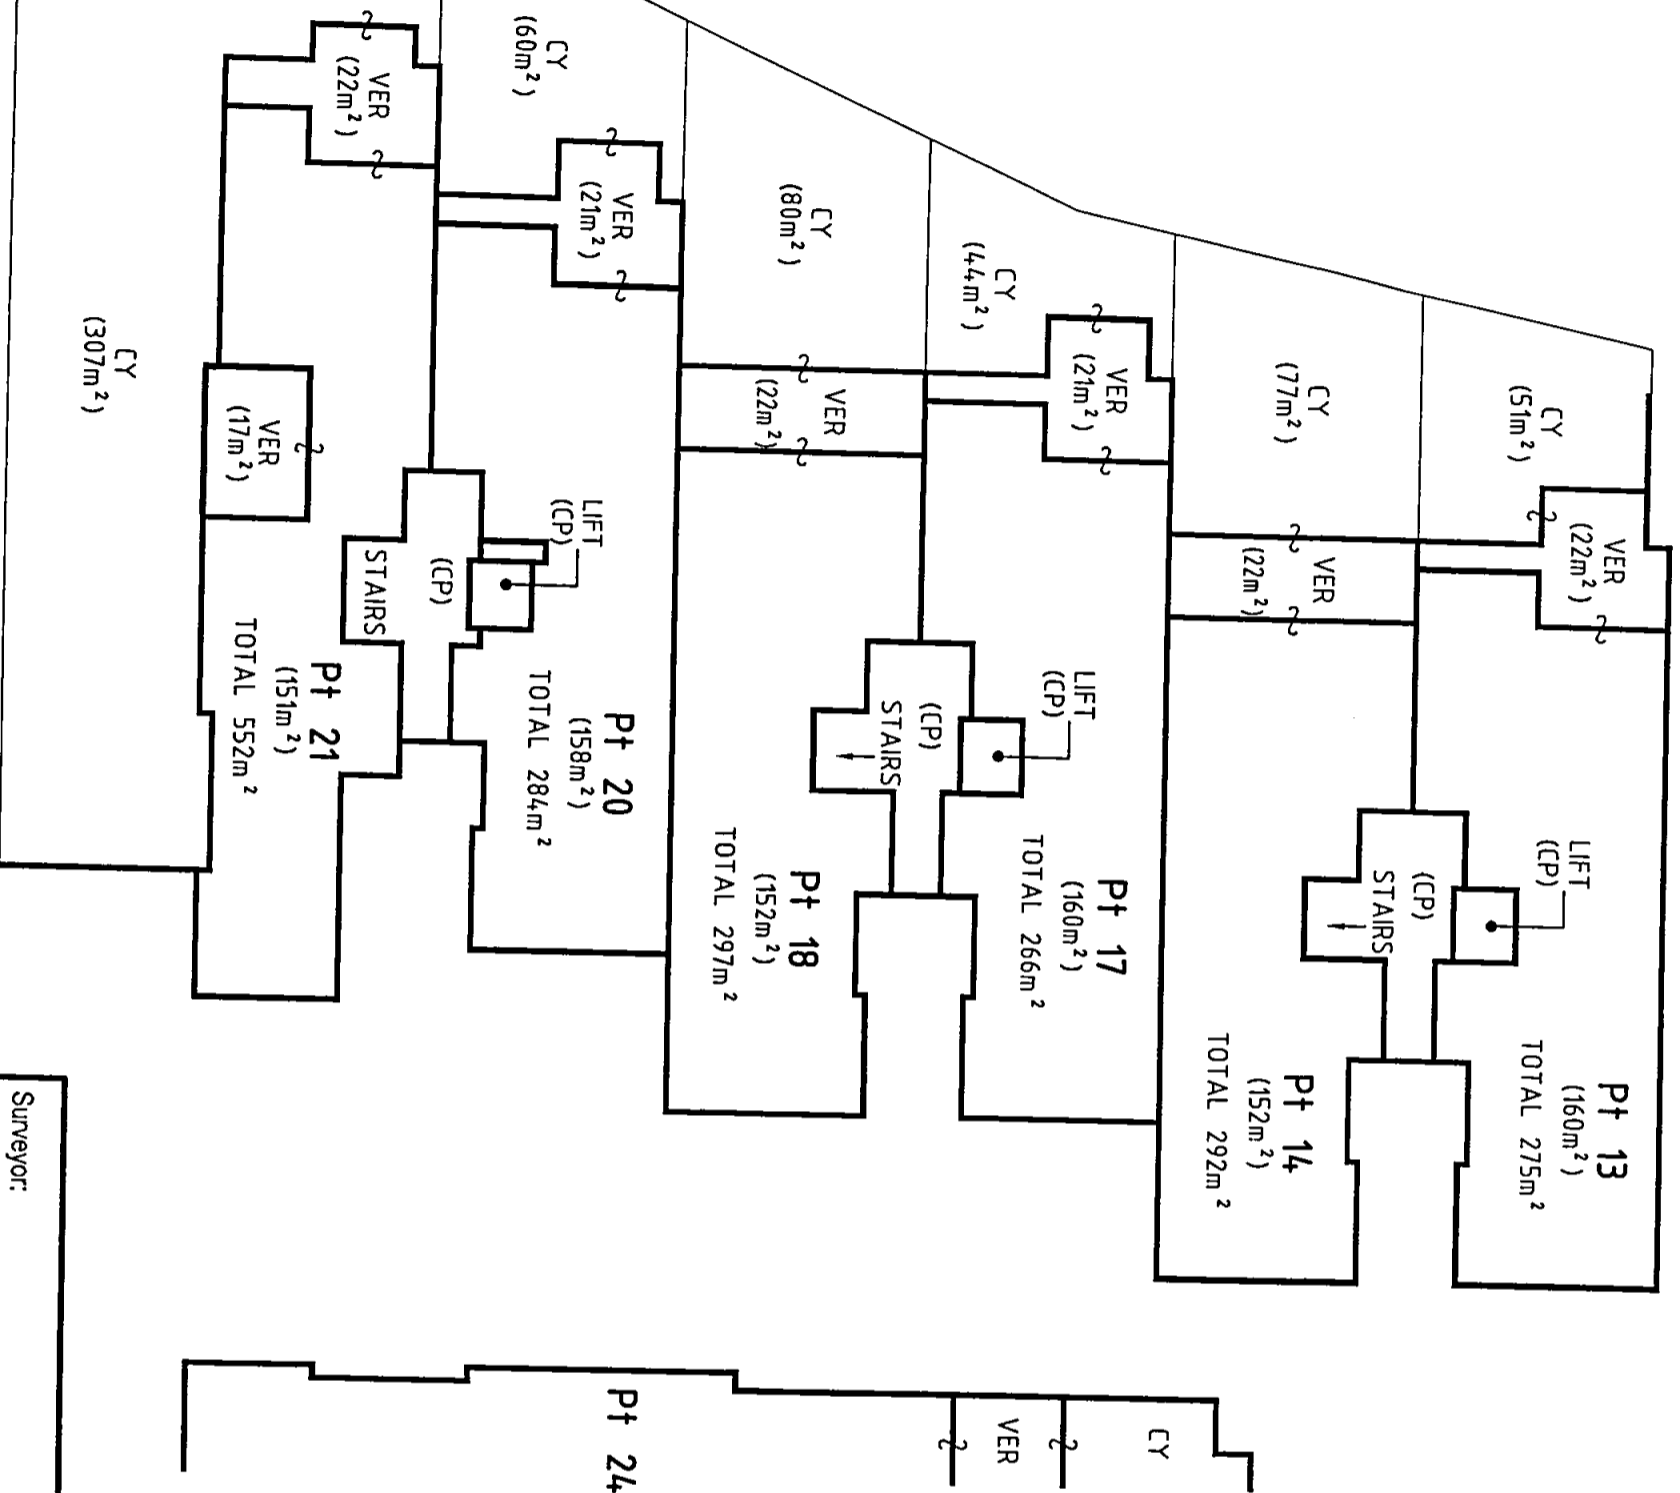 CY
(51m²)
VER
(22m²)
LIFT
(CP)
(CP)
STAIRS
Pt 13
(160m²)
TOTAL 275m²
CY
(77m²)
VER
(22m²)
Pt 14
(152m²)
TOTAL 292m²
CY
(44m²)
VER
(21m²)
LIFT
(CP)
(CP)
STAIRS
Pt 17
(160m²)
TOTAL 266m²
CY
(80m²)
VER
(22m²)
Pt 18
(152m²)
TOTAL 297m²
CY
(60m²)
VER
(21m²)
LIFT
(CP)
(CP)
STAIRS
Pt 20
(158m²)
TOTAL 284m²
VER
(22m²)
VER
(17m²)
Pt 21
(151m²)
TOTAL 552m²
CY
(307m²)
CY
VER
Pt 24
Surveyor: